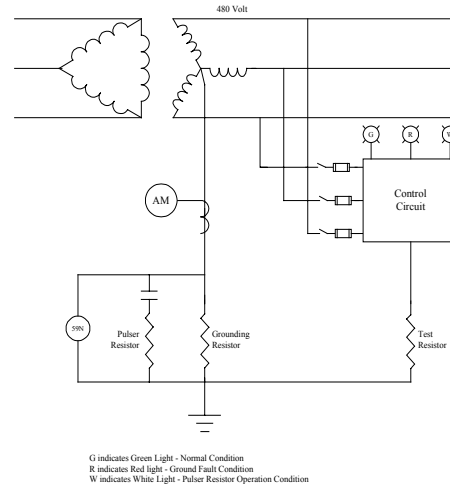 480 Volt
G
R
W
AM
Control
Circuit
59N
Pulser
Resistor
Grounding
Resistor
Test
Resistor
G indicates Green Light - Normal Condition
R indicates Red light - Ground Fault Condition
W indicates White Light - Pulser Resistor Operation Condition